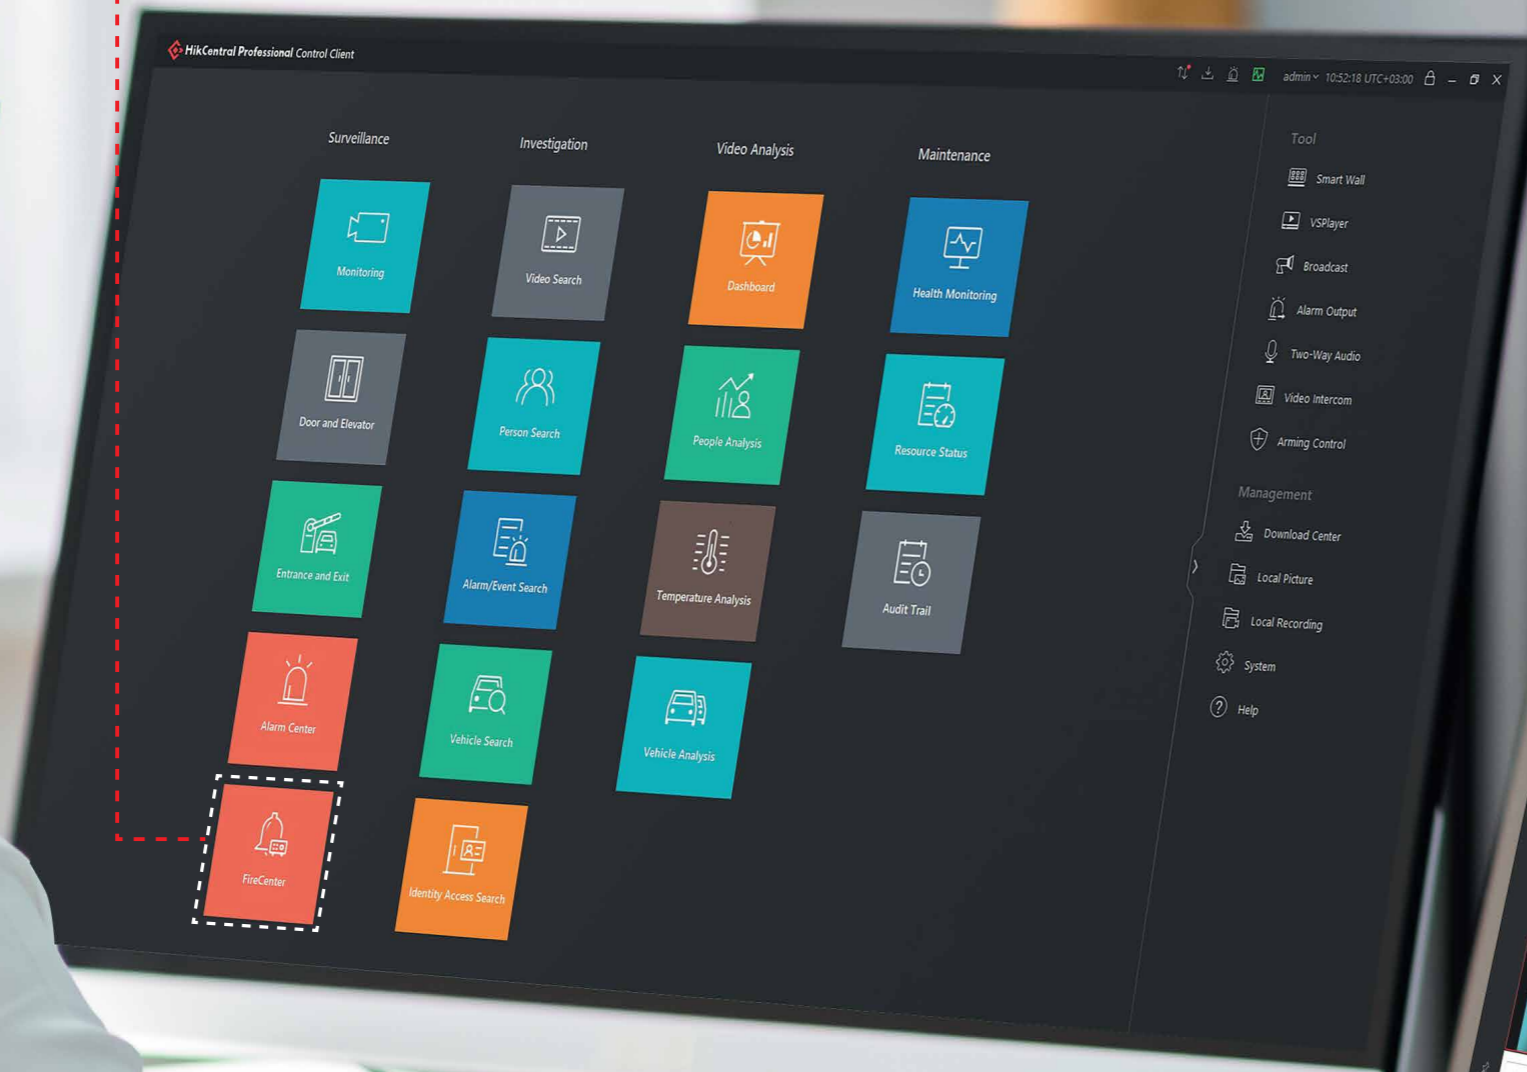 HikCentral Professional Control Client
admin 10:52:18 UTC+03:00
Surveillance
Monitoring
Door and Elevator
Entrance and Exit
Alarm Center
FireCenter
Investigation
Video Search
Person Search
Alarm/Event Search
Vehicle Search
Identity Access Search
Video Analysis
Dashboard
People Analysis
Temperature Analysis
Vehicle Analysis
Maintenance
Health Monitoring
Resource Status
Audit Trail
Tool
Smart Wall
VSPlayer
Broadcast
Alarm Output
Two-Way Audio
Video Intercom
Arming Control
Management
Download Center
Local Picture
Local Recording
System
Help